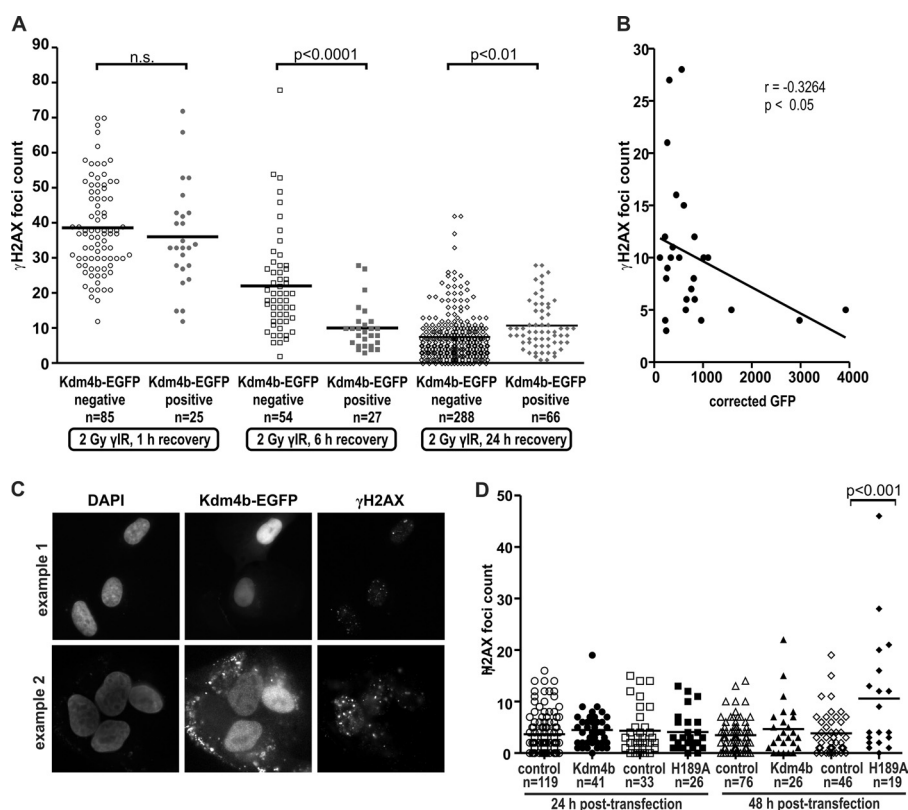 A
γH2AX foci count
90
80
70
60
50
40
30
20
10
0
n.s.
p<0.0001
p<0.01
Kdm4b-EGFP negative n=85
Kdm4b-EGFP positive n=25
Kdm4b-EGFP negative n=54
Kdm4b-EGFP positive n=27
Kdm4b-EGFP negative n=288
Kdm4b-EGFP positive n=66
2 Gy γIR, 1 h recovery
2 Gy γIR, 6 h recovery
2 Gy γIR, 24 h recovery
B
γH2AX foci count
30
25
20
15
10
5
0
r = -0.3264
p < 0.05
0 1000 2000 3000 4000
corrected GFP
C
DAPI Kdm4b-EGFP γH2AX
example 1
example 2
D
H2AX foci count
50
40
30
20
10
0
p<0.001
control Kdm4b control H189A control Kdm4b control H189A
n=119 n=41 n=33 n=26 n=76 n=26 n=46 n=19
24 h post-transfection 48 h post-transfection